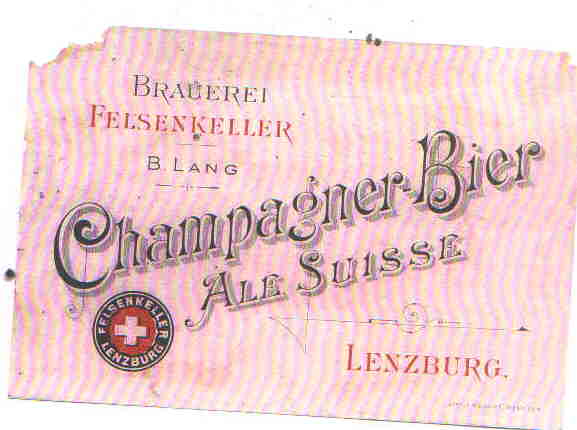 BRAUEREI
FELSENKELLER
B. LANG
Champagner-Bier
ALE SUISSE
FELSENKELLER
LENZBURG
LENZBURG.